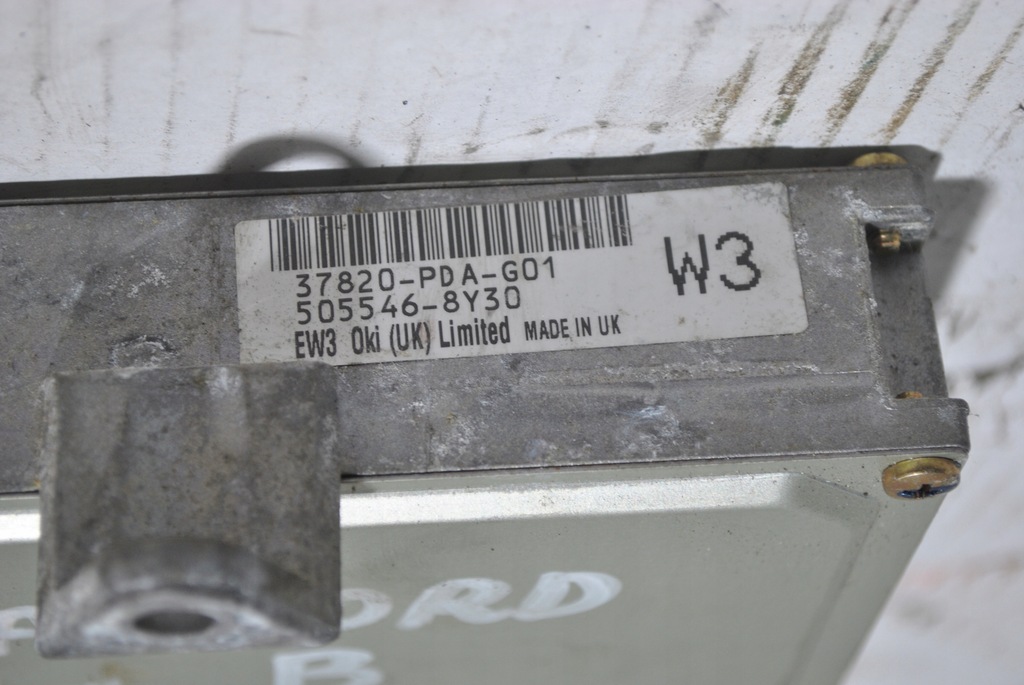 37820-PDA-G01
W3
505546-8Y30
EW3 Oki (UK) Limited MADE IN UK
B